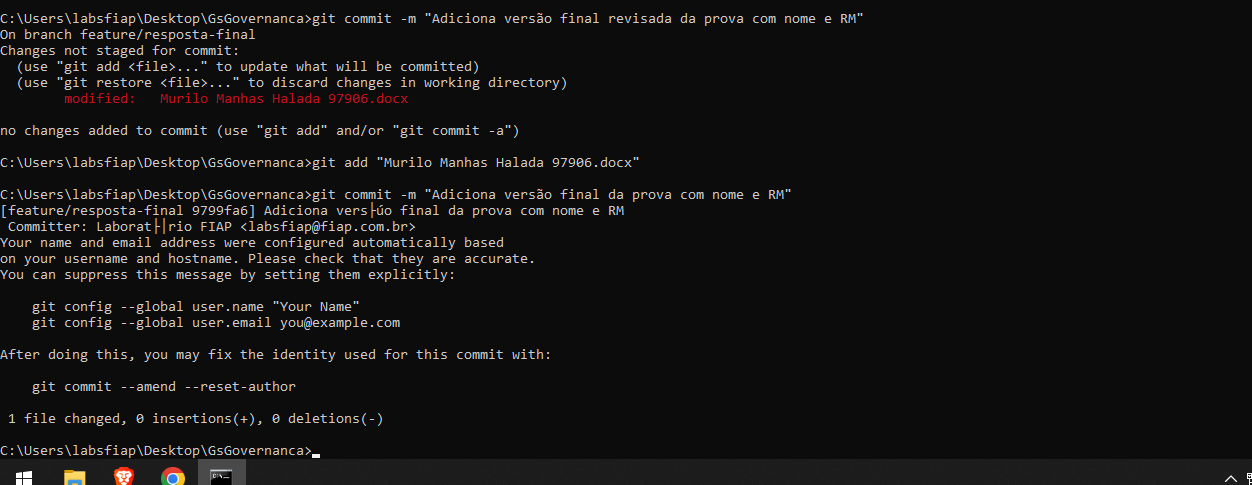 C:\Users\labsfiap\Desktop\GsGovernanca>git commit -m "Adiciona versão final revisada da prova com nome e RM"
On branch feature/resposta-final
Changes not staged for commit:
  (use "git add <file>..." to update what will be committed)
  (use "git restore <file>..." to discard changes in working directory)
        modified:   Murilo Manhas Halada 97906.docx

no changes added to commit (use "git add" and/or "git commit -a")

C:\Users\labsfiap\Desktop\GsGovernanca>git add "Murilo Manhas Halada 97906.docx"

C:\Users\labsfiap\Desktop\GsGovernanca>git commit -m "Adiciona versão final da prova com nome e RM"
[feature/resposta-final 9799fa6] Adiciona vers├úo final da prova com nome e RM
 Committer: Laborat├│rio FIAP <labsfiap@fiap.com.br>
Your name and email address were configured automatically based
on your username and hostname. Please check that they are accurate.
You can suppress this message by setting them explicitly:

    git config --global user.name "Your Name"
    git config --global user.email you@example.com

After doing this, you may fix the identity used for this commit with:

    git commit --amend --reset-author

 1 file changed, 0 insertions(+), 0 deletions(-)

C:\Users\labsfiap\Desktop\GsGovernanca>